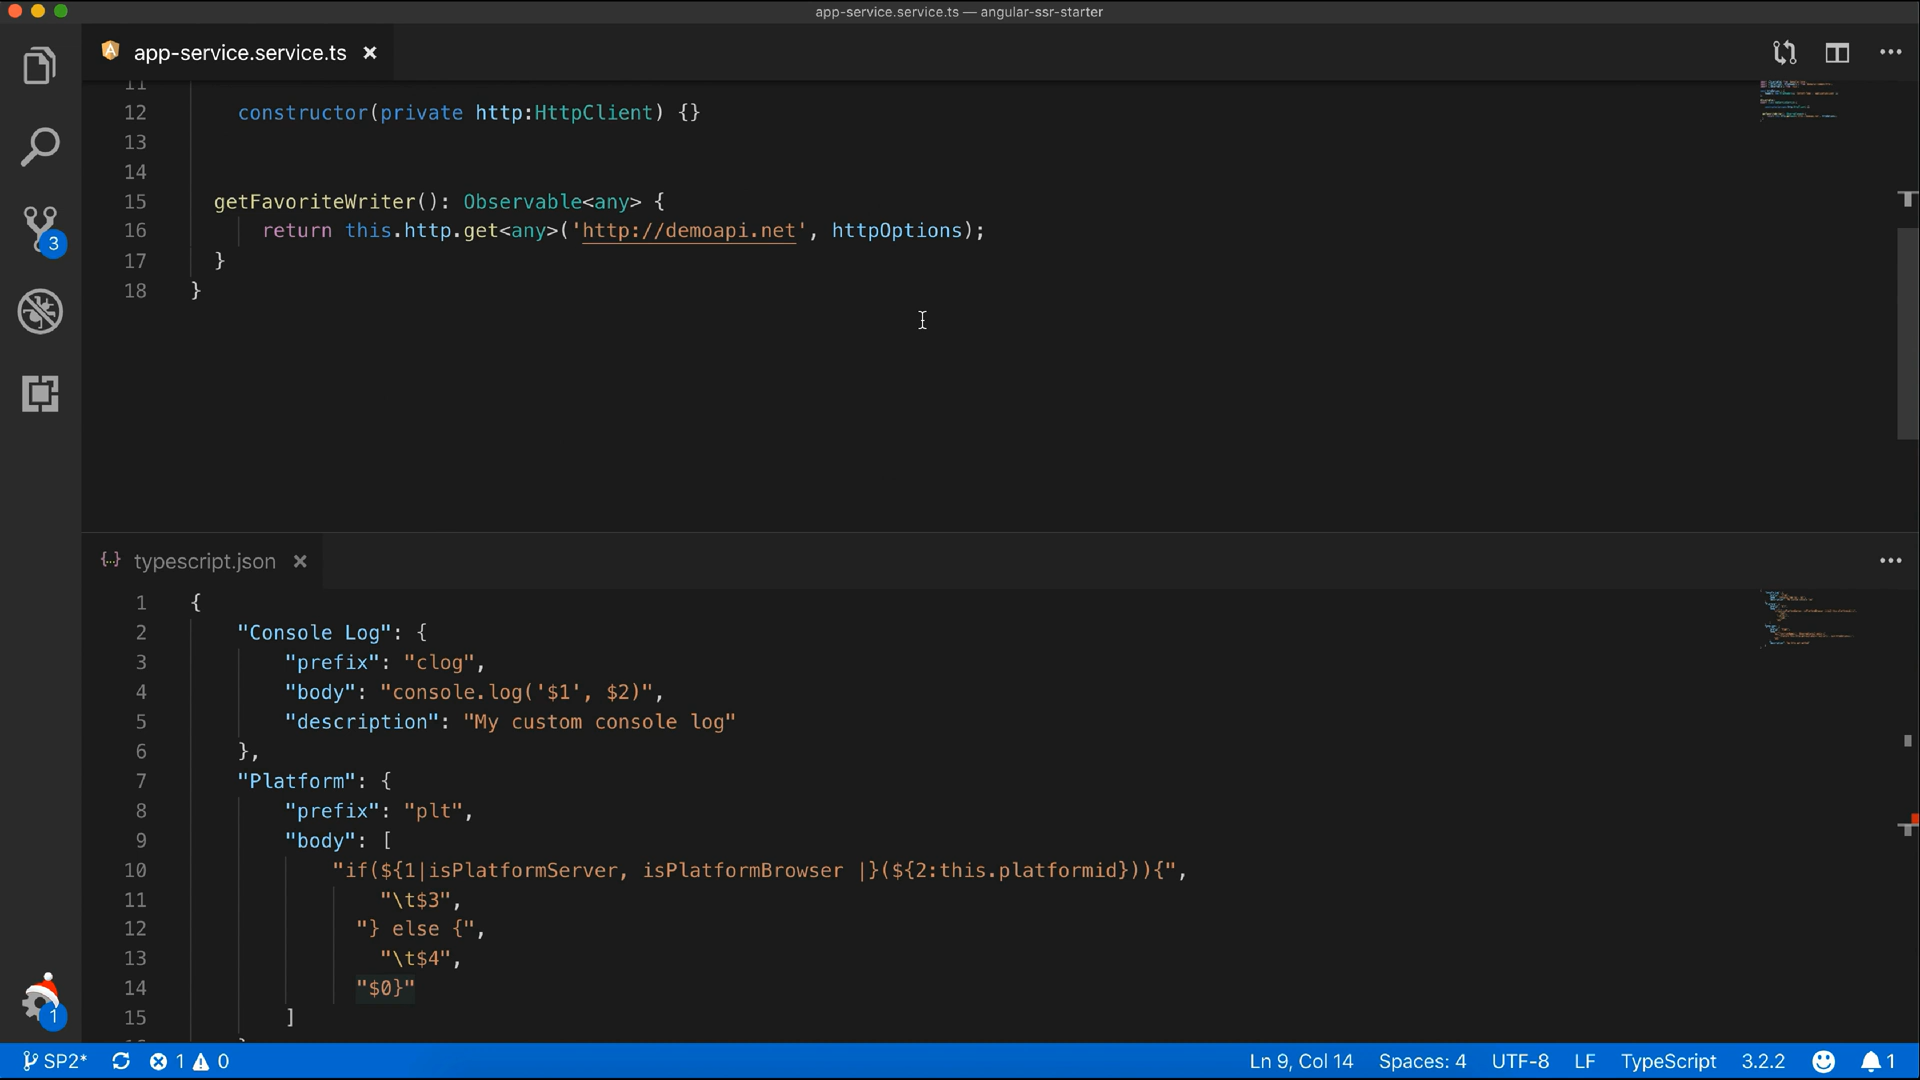 app-service.service.ts — angular-ssr-starter
app-service.service.ts
11
12 constructor(private http:HttpClient) {}
13
14
15 getFavoriteWriter(): Observable<any> {
16 return this.http.get<any>('http://demoapi.net', httpOptions);
17 }
18 }
typescript.json
1 {
2 "Console Log": {
3 "prefix": "clog",
4 "body": "console.log('$1', $2)",
5 "description": "My custom console log"
6 },
7 "Platform": {
8 "prefix": "plt",
9 "body": [
10 "if(${1|isPlatformServer, isPlatformBrowser |}(${2:this.platformid})){",
11 "\t$3",
12 "} else {",
13 "\t$4",
14 "$0}"
15 ]
3
1
SP2* 1 0 Ln 9, Col 14 Spaces: 4 UTF-8 LF TypeScript 3.2.2 1